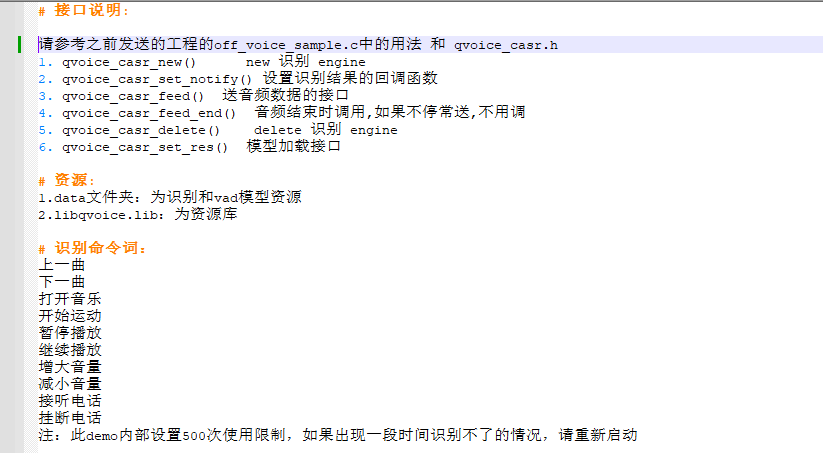 # 接口说明:
请参考之前发送的工程的off_voice_sample.c中的用法 和 qvoice_casr.h
1. qvoice_casr_new()      new 识别 engine
2. qvoice_casr_set_notify() 设置识别结果的回调函数
3. qvoice_casr_feed()  送音频数据的接口
4. qvoice_casr_feed_end()  音频结束时调用,如果不停常送,不用调
5. qvoice_casr_delete()    delete 识别 engine
6. qvoice_casr_set_res()  模型加载接口
# 资源:
1.data文件夹: 为识别和vad模型资源
2.libqvoice.lib: 为资源库
# 识别命令词:
上一曲
下一曲
打开音乐
开始运动
暂停播放
继续播放
增大音量
减小音量
接听电话
挂断电话
注: 此demo内部设置500次使用限制, 如果出现一段时间识别不了的情况, 请重新启动